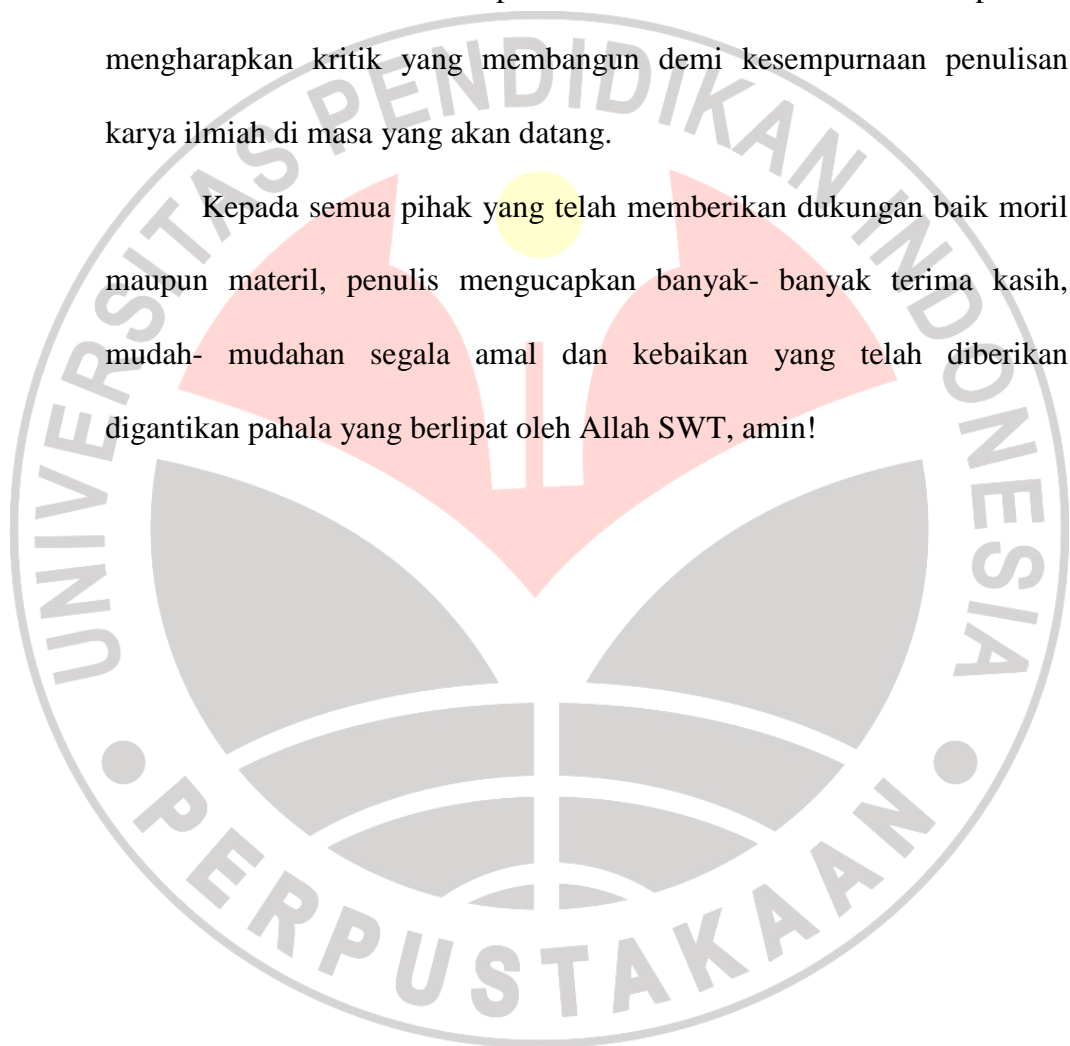 mengharapkan kritik yang membangun demi kesempurnaan penulisan
karya ilmiah di masa yang akan datang.
Kepada semua pihak yang telah memberikan dukungan baik moril
maupun materil, penulis mengucapkan banyak- banyak terima kasih,
mudah- mudahan segala amal dan kebaikan yang telah diberikan
digantikan pahala yang berlipat oleh Allah SWT, amin!
UNIVERSITAS PENDIDIKAN INDONESIA
PERPUSTAKAAN